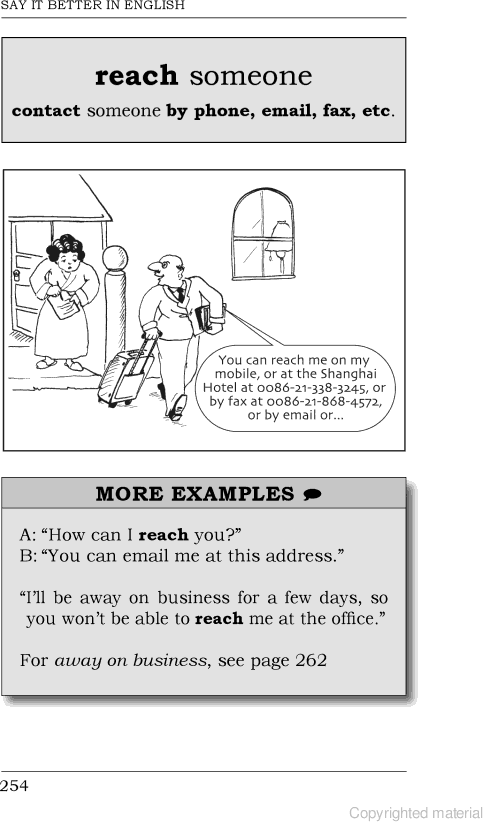 SAY IT BETTER IN ENGLISH
reach someone
contact someone by phone, email, fax, etc.
You can reach me on my
mobile, or at the Shanghai
Hotel at 0086-21-338-3245, or
by fax at 0086-21-868-4572,
or by email or...
MORE EXAMPLES
A: “How can I reach you?”
B: “You can email me at this address.”
“I’ll be away on business for a few days, so
you won’t be able to reach me at the office.”
For away on business, see page 262
254
Copyrighted material